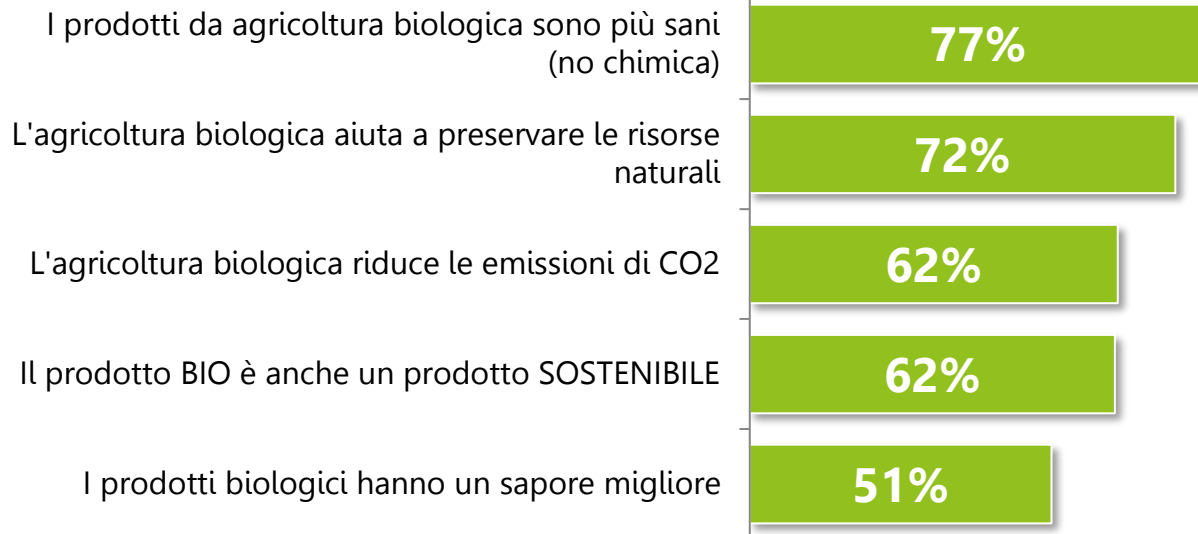 I prodotti da agricoltura biologica sono più sani
(no chimica)
77%
L'agricoltura biologica aiuta a preservare le risorse
naturali
72%
L'agricoltura biologica riduce le emissioni di CO2
62%
Il prodotto BIO è anche un prodotto SOSTENIBILE
62%
I prodotti biologici hanno un sapore migliore
51%